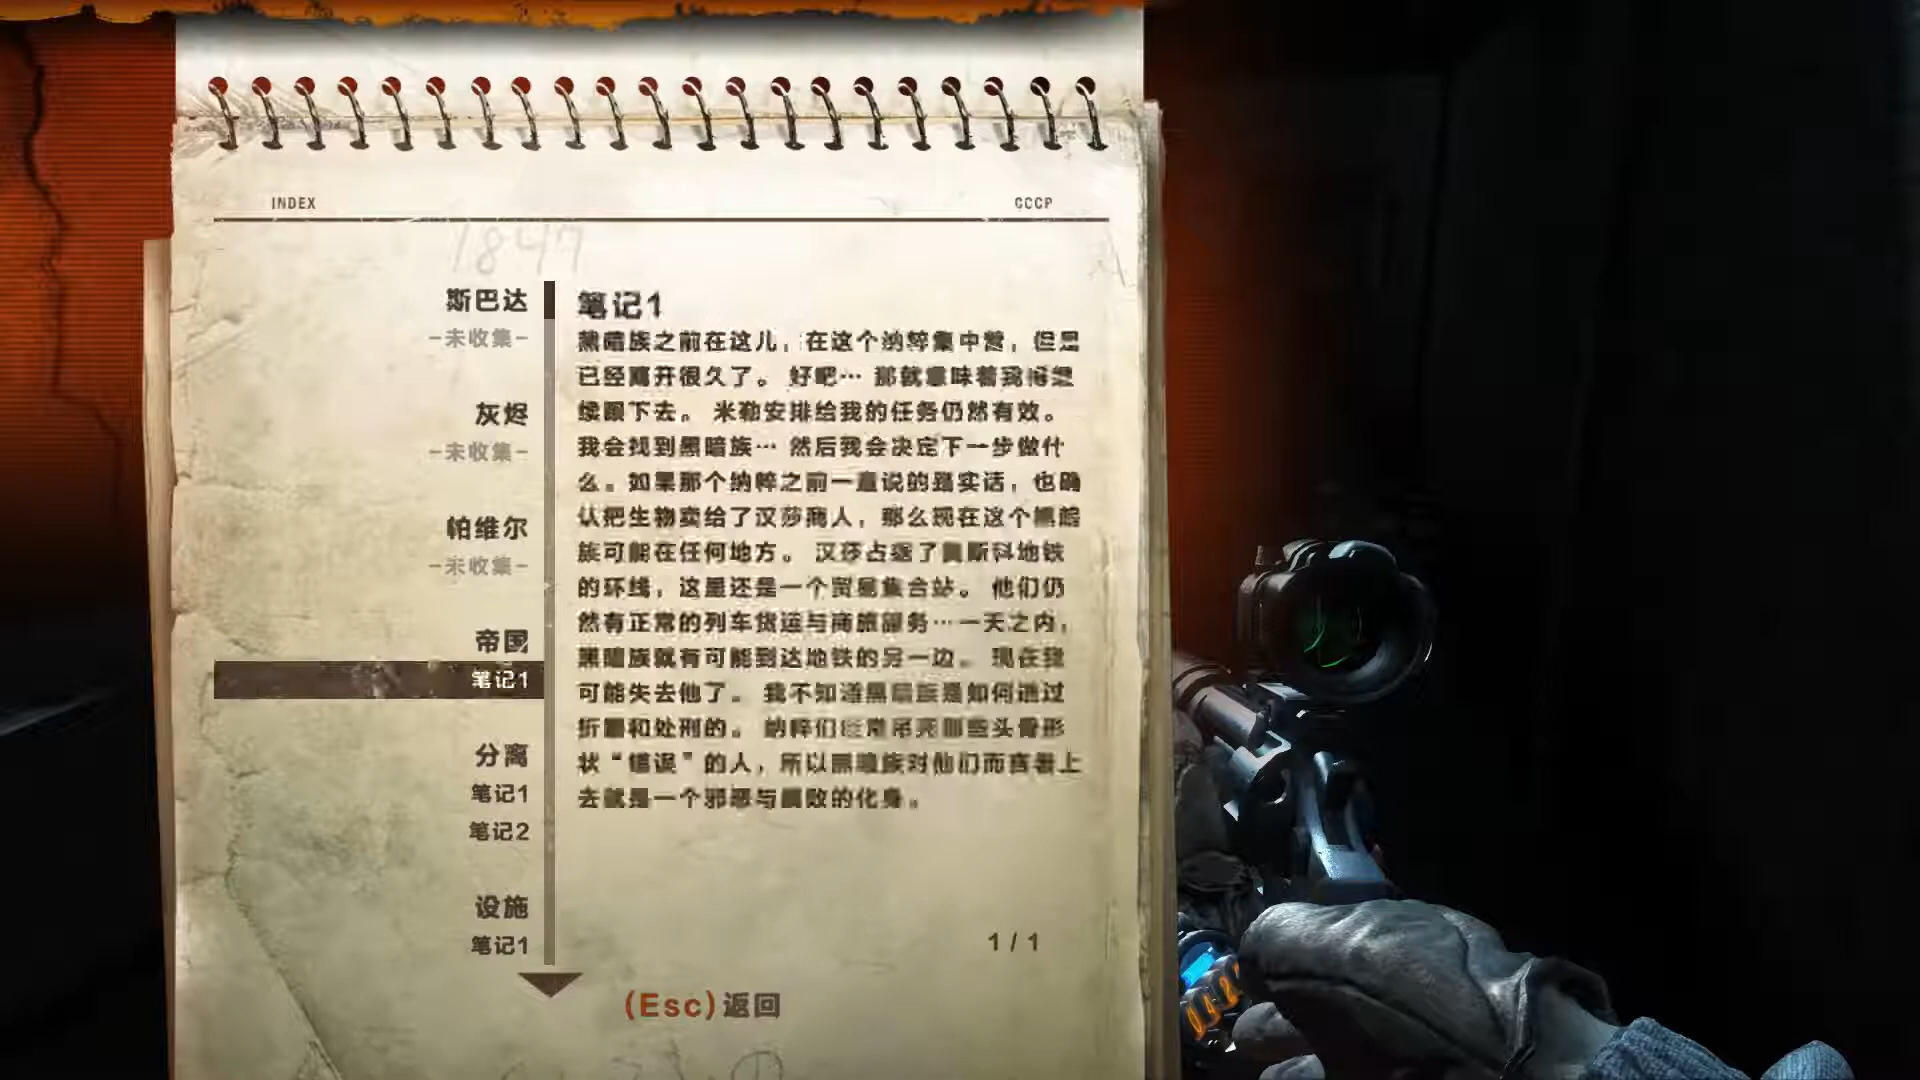 INDEX
CCCP
1847
斯巴达
-未收集-
灰烬
-未收集-
帕维尔
-未收集-
帝国
笔记1
分离
笔记1
笔记2
设施
笔记1
笔记1
黑暗族之前在这儿，在这个纳粹集中营，但是
已经离开很久了。 好吧… 那就意味着我得继
续跟下去。 米勒安排给我的任务仍然有效。
我会找到黑暗族… 然后我会决定下一步做什
么。如果那个纳粹之前一直说的是实话，也确
认把生物卖给了汉莎商人，那么现在这个黑暗
族可能在任何地方。 汉莎占据了莫斯科地铁
的环线，这里还是一个贸易集合站。 他们仍
然有正常的列车货运与商旅服务…一天之内，
黑暗族就有可能到达地铁的另一边。 现在我
可能失去他了。 我不知道黑暗族是如何逃过
折磨和处刑的。 纳粹们经常吊死那些头骨形
状“错误”的人，所以黑暗族对他们而言看上
去就是一个邪恶与腐败的化身。
1/1
(Esc)返回